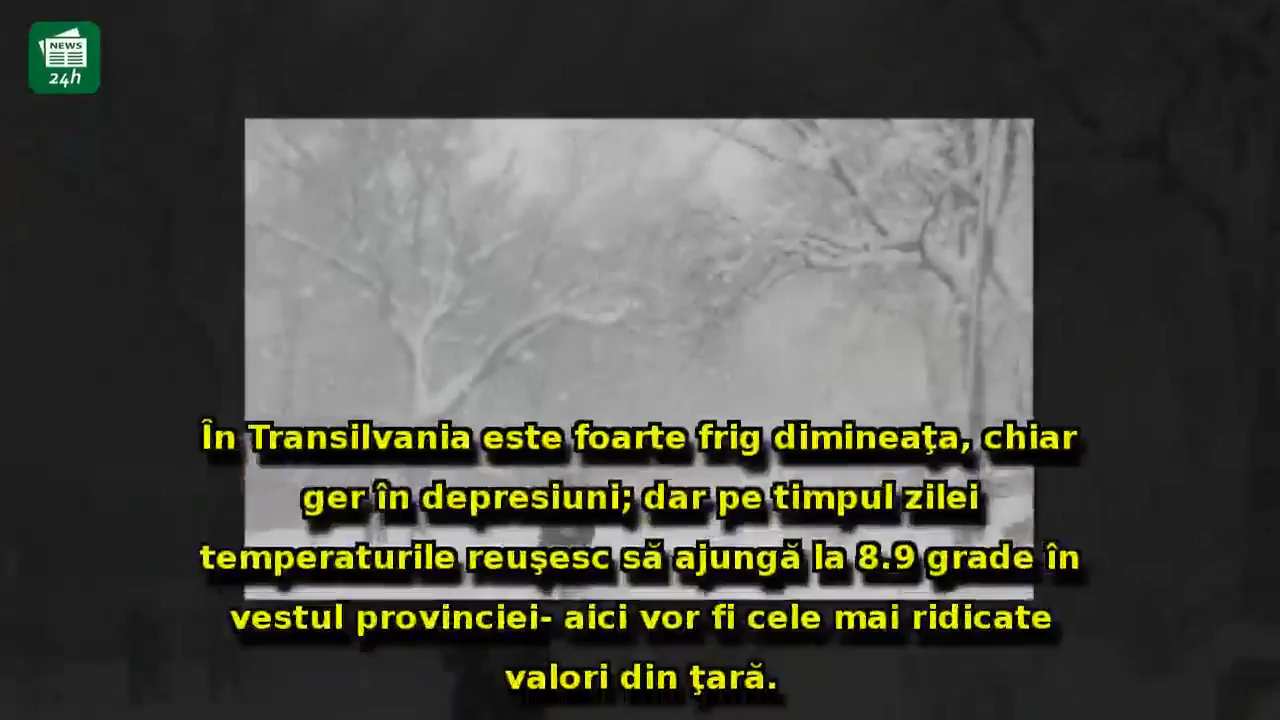 NEWS
24h
În Transilvania este foarte frig dimineaţa, chiar
ger în depresiuni; dar pe timpul zilei
temperaturile reuşesc să ajungă la 8.9 grade în
vestul provinciei- aici vor fi cele mai ridicate
valori din ţară.